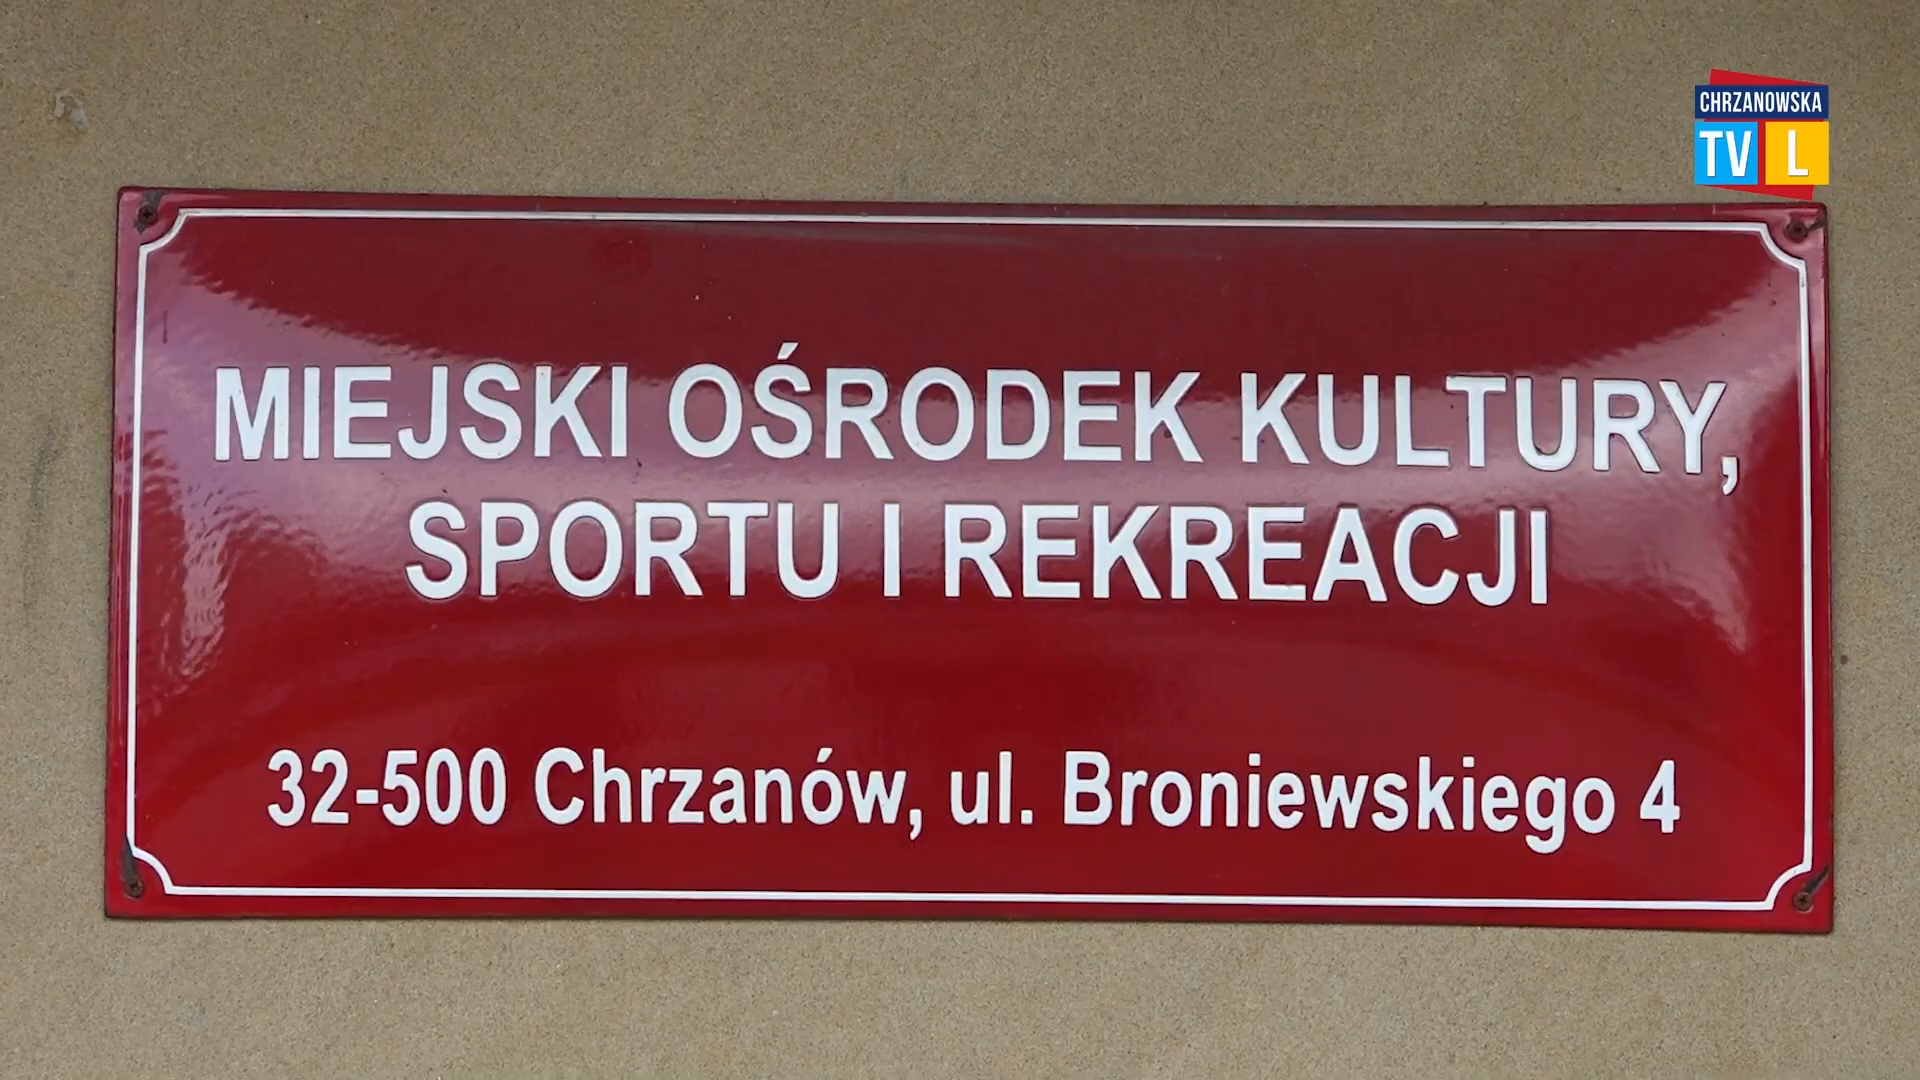 CHRZANOWSKA
TV L
MIEJSKI OŚRODEK KULTURY,
SPORTU I REKREACJI
32-500 Chrzanów, ul. Broniewskiego 4